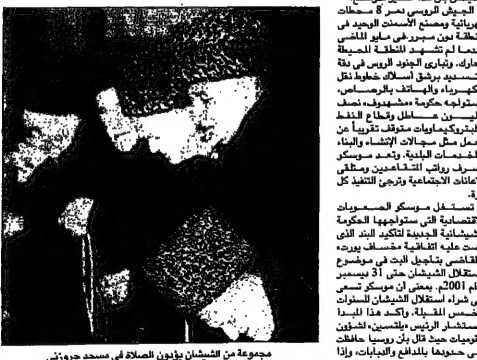 الجيش الروسي دمر 8 محطات
كهربائية ومصنع الأسمنت الوحيد في
المنطقة دون مبرر في مايو الماضي
عندما لم تشهد المنطقة المحيطة
معارك. وتبارى الجنود الروس في دقة
التسديد برشق أسلاك خطوط نقل
الكهرباء والهاتف بالرصاص.
وستواجه حكومة «مشهدوف» نصف
مليون عاطل وقطاع النفط
والبتروكيماويات متوقف تقريباً عن
العمل مثل مجالات الإنشاء والبناء
والخدمات البلدية. وتعد موسكو
بصرف رواتب المتقاعدين ومتلقى
الإعانات الاجتماعية وترجئ التنفيذ كل
مرة.
تستغل موسكو الصعوبات
الاقتصادية التي ستواجهها الحكومة
الشيشانية الجديدة لتأكيد البند الذي
نصت عليه اتفاقية «خساف يورت»
القاضي بتأجيل البت في موضوع
استقلال الشيشان حتى 31 ديسمبر
عام 2001م. بمعنى أن موسكو تسعى
في شراء استقلال الشيشان للسنوات
الخمس المقبلة. وأكد هذا المبدأ
مستشار الرئيس «يلتسين» لشؤون
القوميات حيث قال بأن روسيا حافظت
على حدودها بالمدافع والدبابات، وإذا
مجموعة من الشيشان يؤدون الصلاة في مسجد جروزني